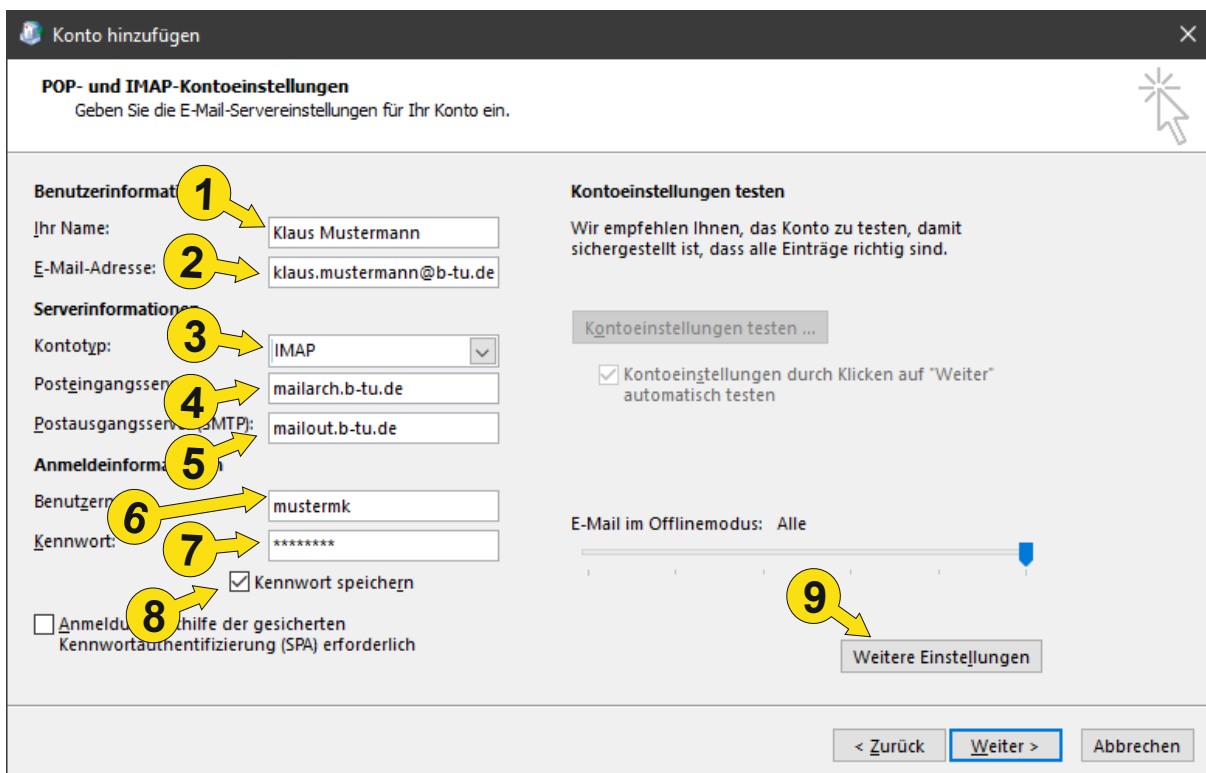 Konto hinzufügen
POP- und IMAP-Kontoeinstellungen
Geben Sie die E-Mail-Servereinstellungen für Ihr Konto ein.
Benutzerinformati
1
Ihr Name:
Klaus Mustermann
E-Mail-Adresse:
2
klaus.mustermann@b-tu.de
Serverinformationen
Kontotyp:
3
IMAP
Posteingangsser
4
mailarch.b-tu.de
Postausgangsserver (SMTP):
5
mailout.b-tu.de
Anmeldeinforma n
Benutzern
6
mustermk
Kennwort:
7
********
8
Kennwort speichern
Anmeldu hilfe der gesicherten
Kennwortauthentifizierung (SPA) erforderlich
Kontoeinstellungen testen
Wir empfehlen Ihnen, das Konto zu testen, damit
sichergestellt ist, dass alle Einträge richtig sind.
Kontoeinstellungen testen ...
Kontoeinstellungen durch Klicken auf "Weiter"
automatisch testen
E-Mail im Offlinemodus: Alle
9
Weitere Einstellungen
< Zurück
Weiter >
Abbrechen